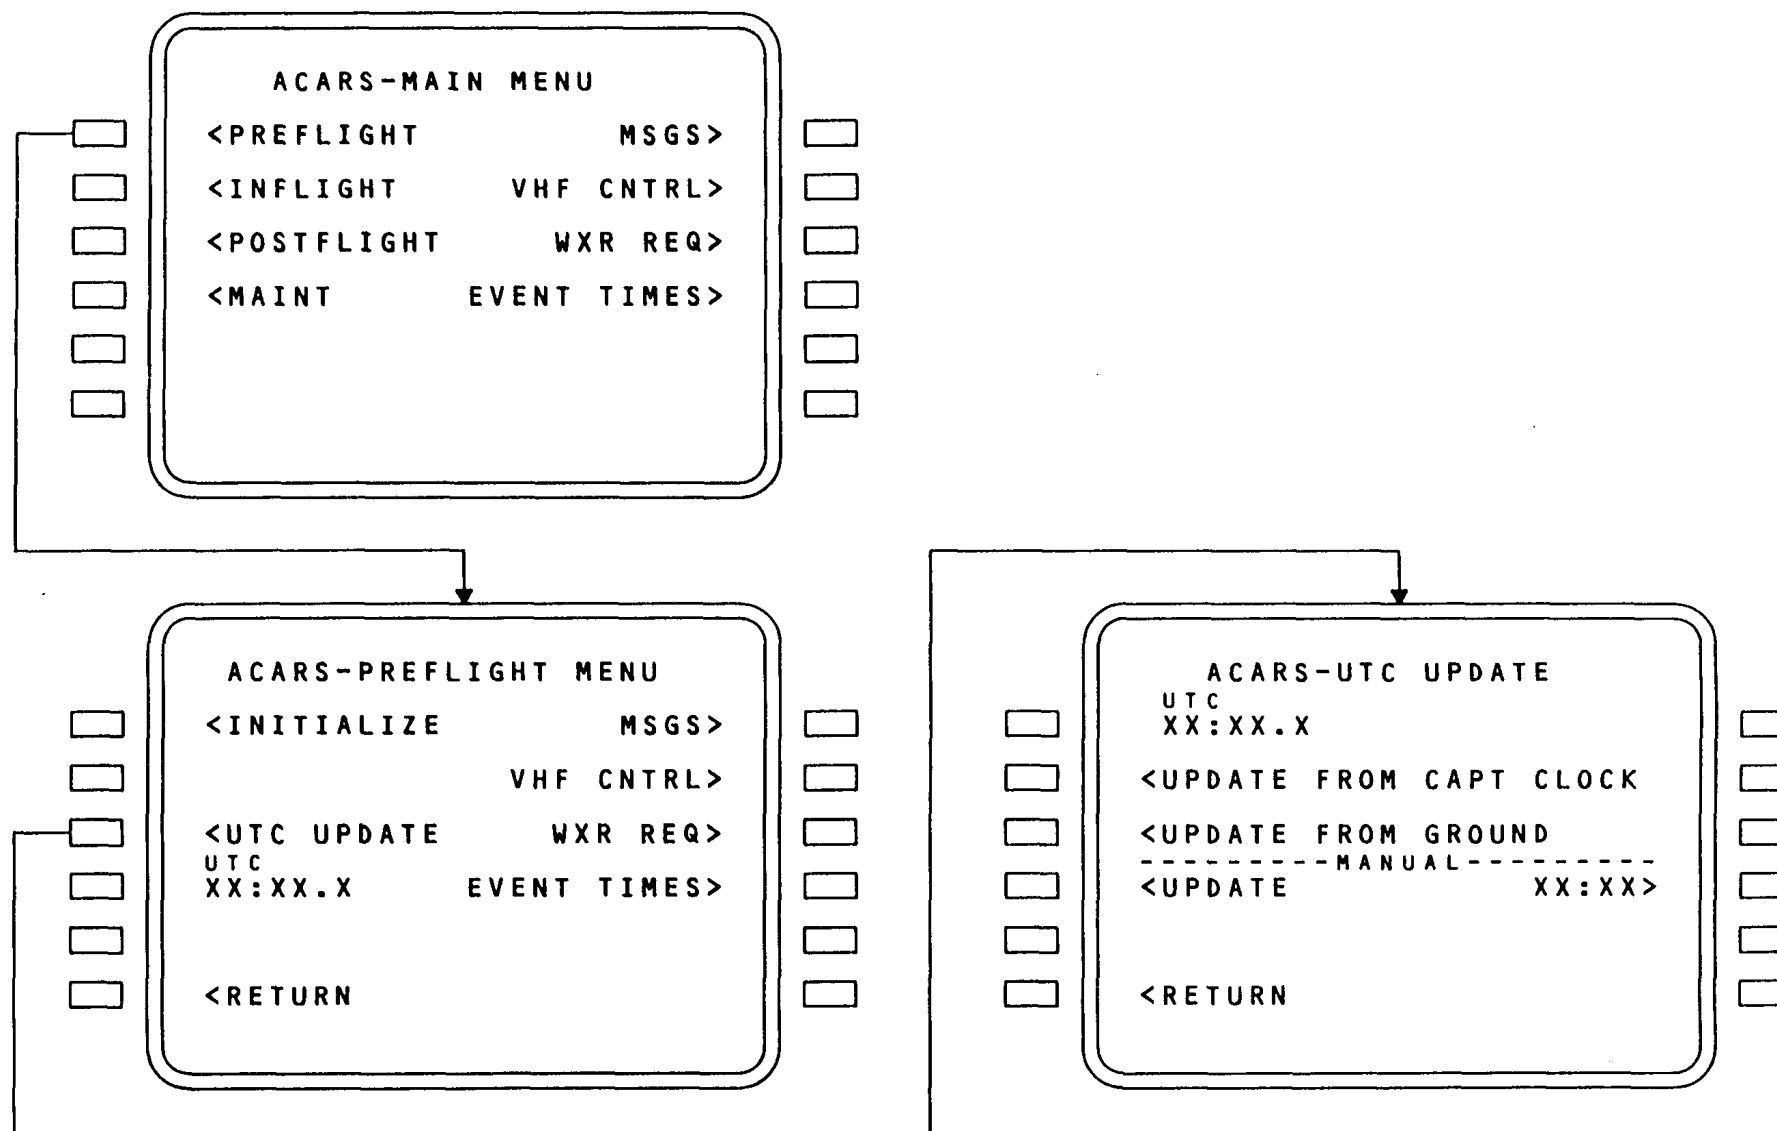 ACARS-MAIN MENU
<PREFLIGHT MSGS>
<INFLIGHT VHF CNTRL>
<POSTFLIGHT WXR REQ>
<MAINT EVENT TIMES>
ACARS-PREFLIGHT MENU
<INITIALIZE MSGS>
VHF CNTRL>
<UTC UPDATE WXR REQ>
UTC
XX:XX.X EVENT TIMES>
<RETURN
ACARS-UTC UPDATE
UTC
XX:XX.X
<UPDATE FROM CAPT CLOCK
<UPDATE FROM GROUND
---------MANUAL---------
<UPDATE XX:XX>
<RETURN